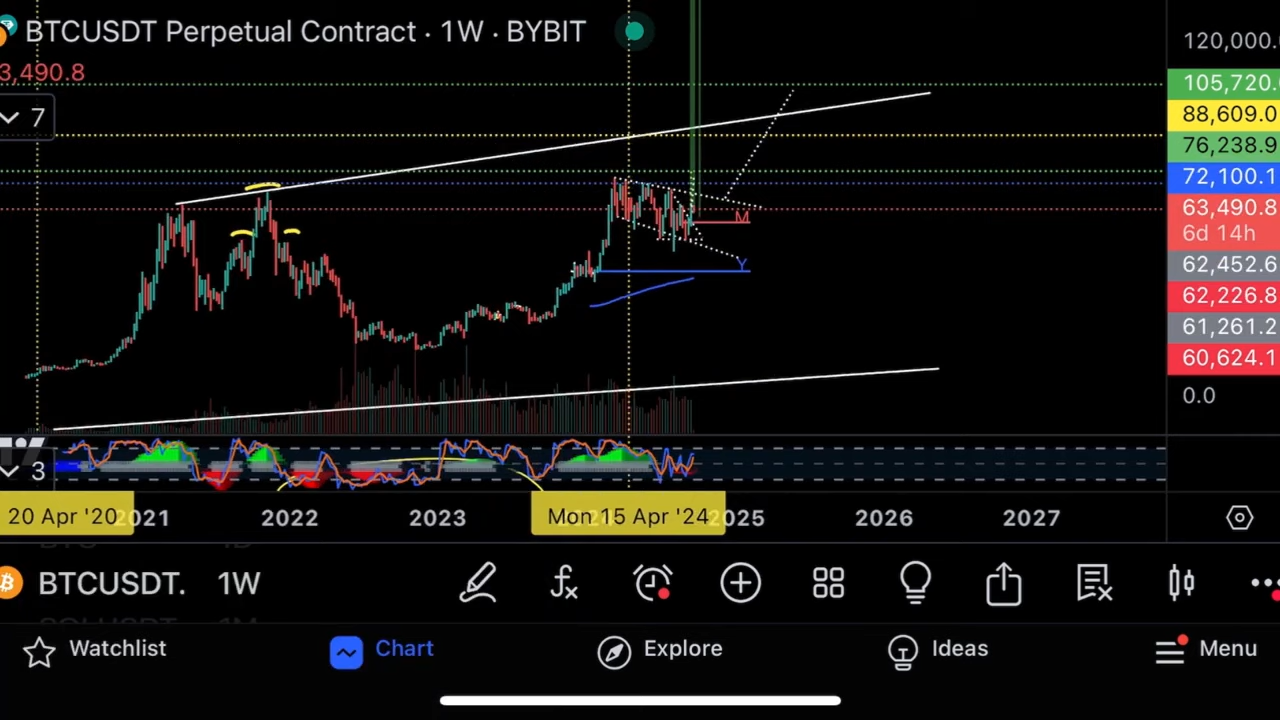 BTCUSDT Perpetual Contract · 1W · BYBIT
3,490.8
7
120,000.
105,720.
88,609.0
76,238.9
72,100.1
63,490.8
6d 14h
62,452.6
62,226.8
61,261.2
60,624.1
0.0
M
Y
3
20 Apr '20 2021 2022 2023 Mon 15 Apr '24 2025 2026 2027
BTCUSDT. 1W
Watchlist Chart Explore Ideas Menu